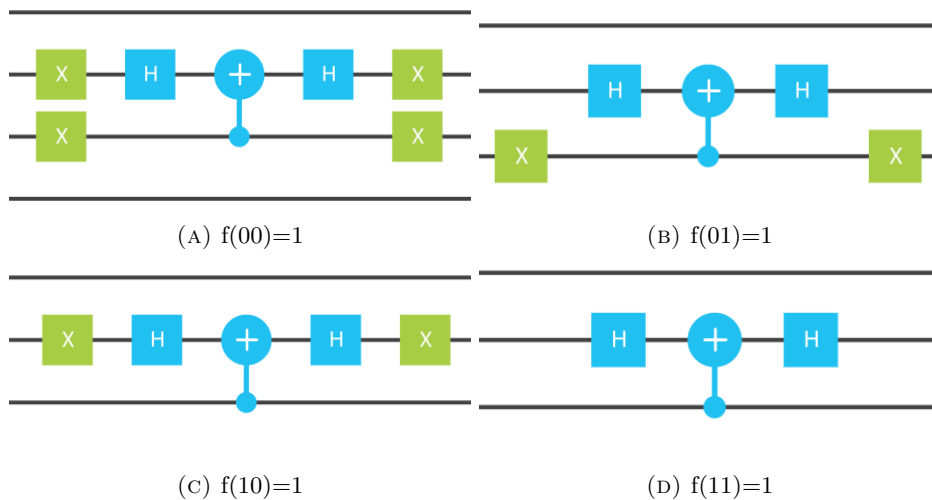 X H + H X
X X
H + H
X X
(A) f(00)=1
(B) f(01)=1
X H + H X
H + H
(C) f(10)=1
(D) f(11)=1